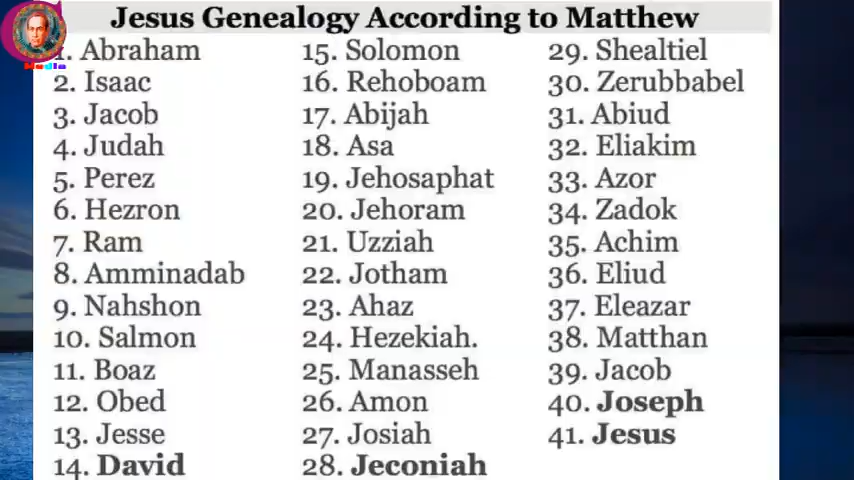 Jesus Genealogy According to Matthew
1. Abraham
2. Isaac
3. Jacob
4. Judah
5. Perez
6. Hezron
7. Ram
8. Amminadab
9. Nahshon
10. Salmon
11. Boaz
12. Obed
13. Jesse
14. David
15. Solomon
16. Rehoboam
17. Abijah
18. Asa
19. Jehosaphat
20. Jehoram
21. Uzziah
22. Jotham
23. Ahaz
24. Hezekiah.
25. Manasseh
26. Amon
27. Josiah
28. Jeconiah
29. Shealtiel
30. Zerubbabel
31. Abiud
32. Eliakim
33. Azor
34. Zadok
35. Achim
36. Eliud
37. Eleazar
38. Matthan
39. Jacob
40. Joseph
41. Jesus